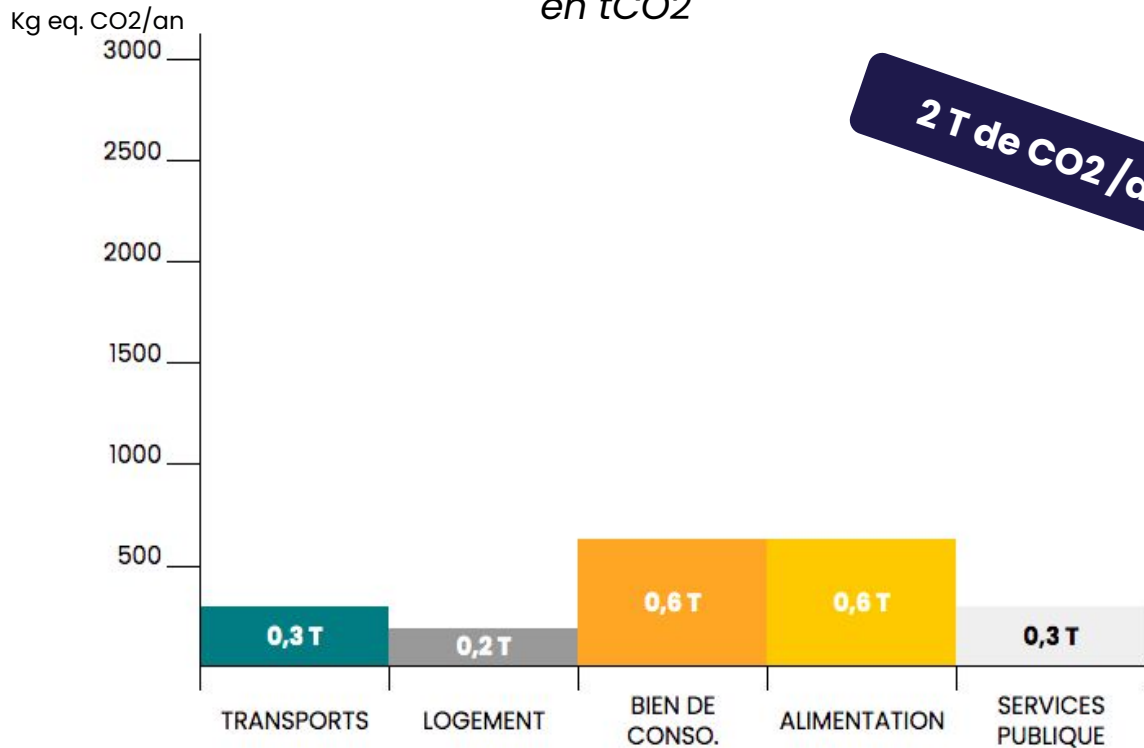 en tCO2
Kg eq. CO2/an
3000
2500
2000
1500
1000
500
2 T de CO2/a
0,3 T
0,2 T
0,6 T
0,6 T
0,3 T
TRANSPORTS
LOGEMENT
BIEN DE
CONSO.
ALIMENTATION
SERVICES
PUBLIQUE